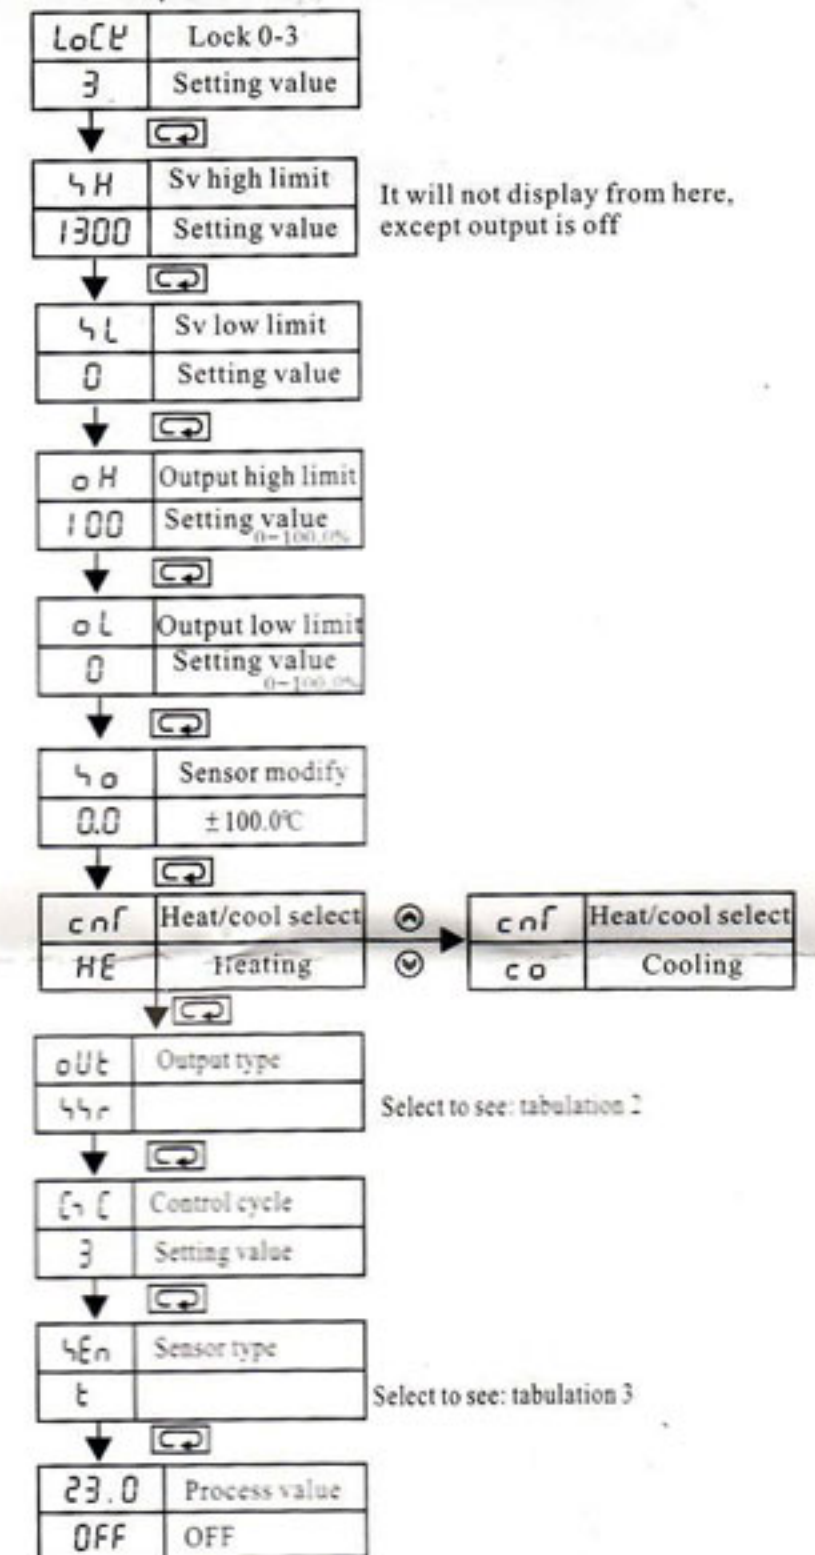 LoCK Lock 0-3
3 Setting value
SH Sv high limit
1300 Setting value
It will not display from here,
except output is off
SL Sv low limit
0 Setting value
oH Output high limit
100 Setting value
0-100.0%
oL Output low limit
0 Setting value
0-100.0%
So Sensor modify
0.0 ±100.0℃
cnT Heat/cool select
HE Heating
cnT Heat/cool select
co Cooling
oUt Output type
SSr
Select to see: tabulation 2
Control cycle
3 Setting value
SEn Sensor type
t
Select to see: tabulation 3
23.0 Process value
OFF OFF